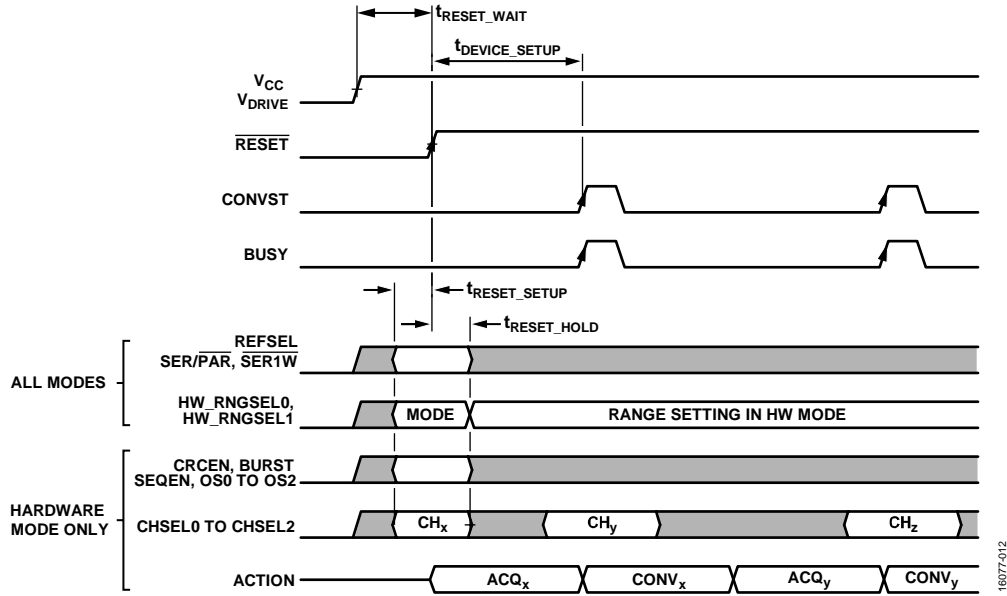 tRESET_WAIT
tDEVICE_SETUP
VCC
VDRIVE
RESET
CONVST
BUSY
tRESET_SETUP
tRESET_HOLD
ALL MODES
REFSEL
SER/PAR, SER1W
HW_RNGSEL0,
HW_RNGSEL1
MODE
RANGE SETTING IN HW MODE
HARDWARE
MODE ONLY
CRCEN, BURST
SEQEN, OS0 TO OS2
CHSEL0 TO CHSEL2
CHx
CHy
CHz
ACTION
ACQx
CONVx
ACQy
CONVy
16077-012